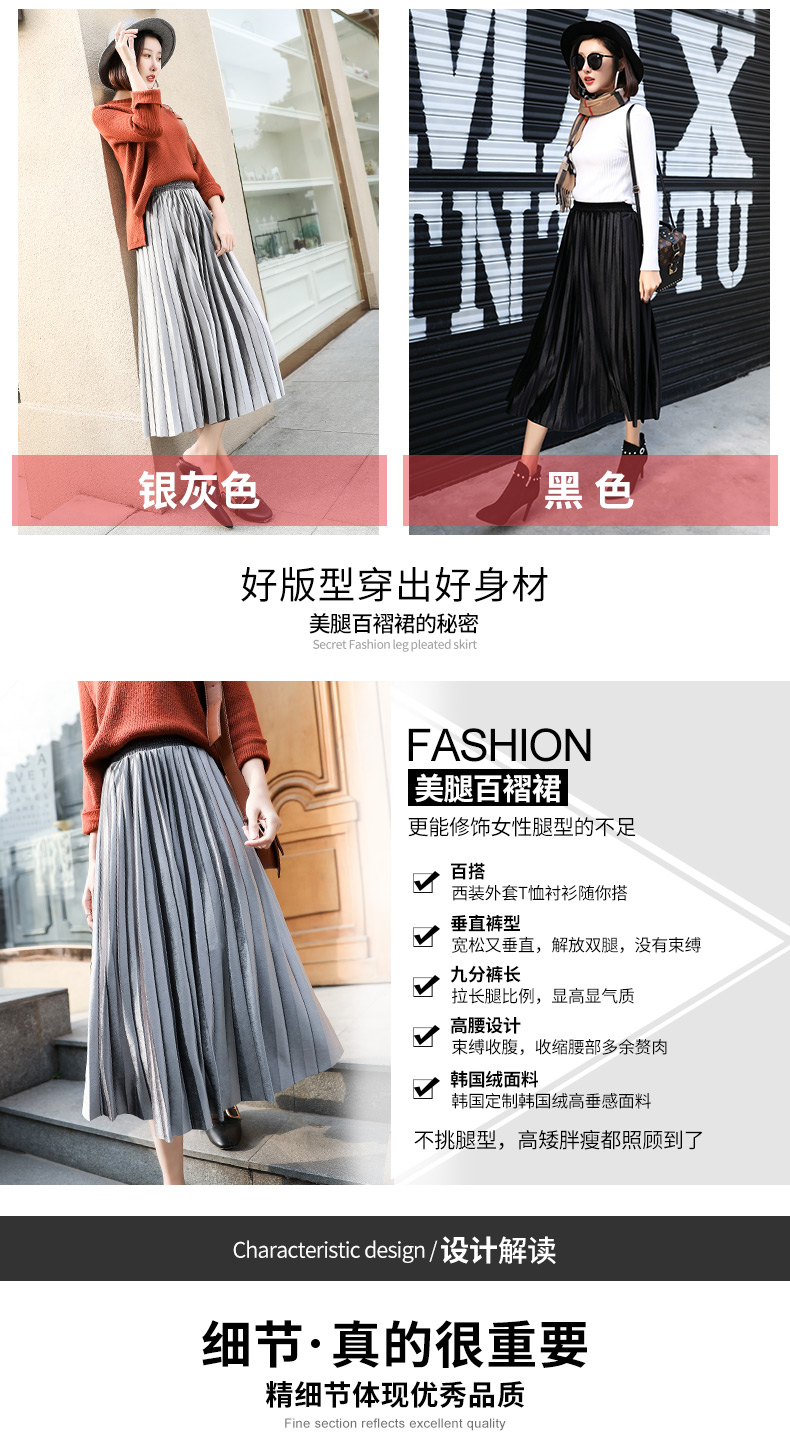 MAX
银灰色
黑 色
好版型穿出好身材
美腿百褶裙的秘密
Secret Fashion leg pleated skirt
FASHION
美腿百褶裙
更能修饰女性腿型的不足
百搭
西装外套T恤衬衫随你搭
垂直裤型
宽松又垂直，解放双腿，没有束缚
九分裤长
拉长腿比例，显高显气质
高腰设计
束缚收腹，收缩腰部多余赘肉
韩国绒面料
韩国定制韩国绒高垂感面料
不挑腿型，高矮胖瘦都照顾到了
Characteristic design / 设计解读
细节·真的很重要
精细节体现优秀品质
Fine section reflects excellent quality